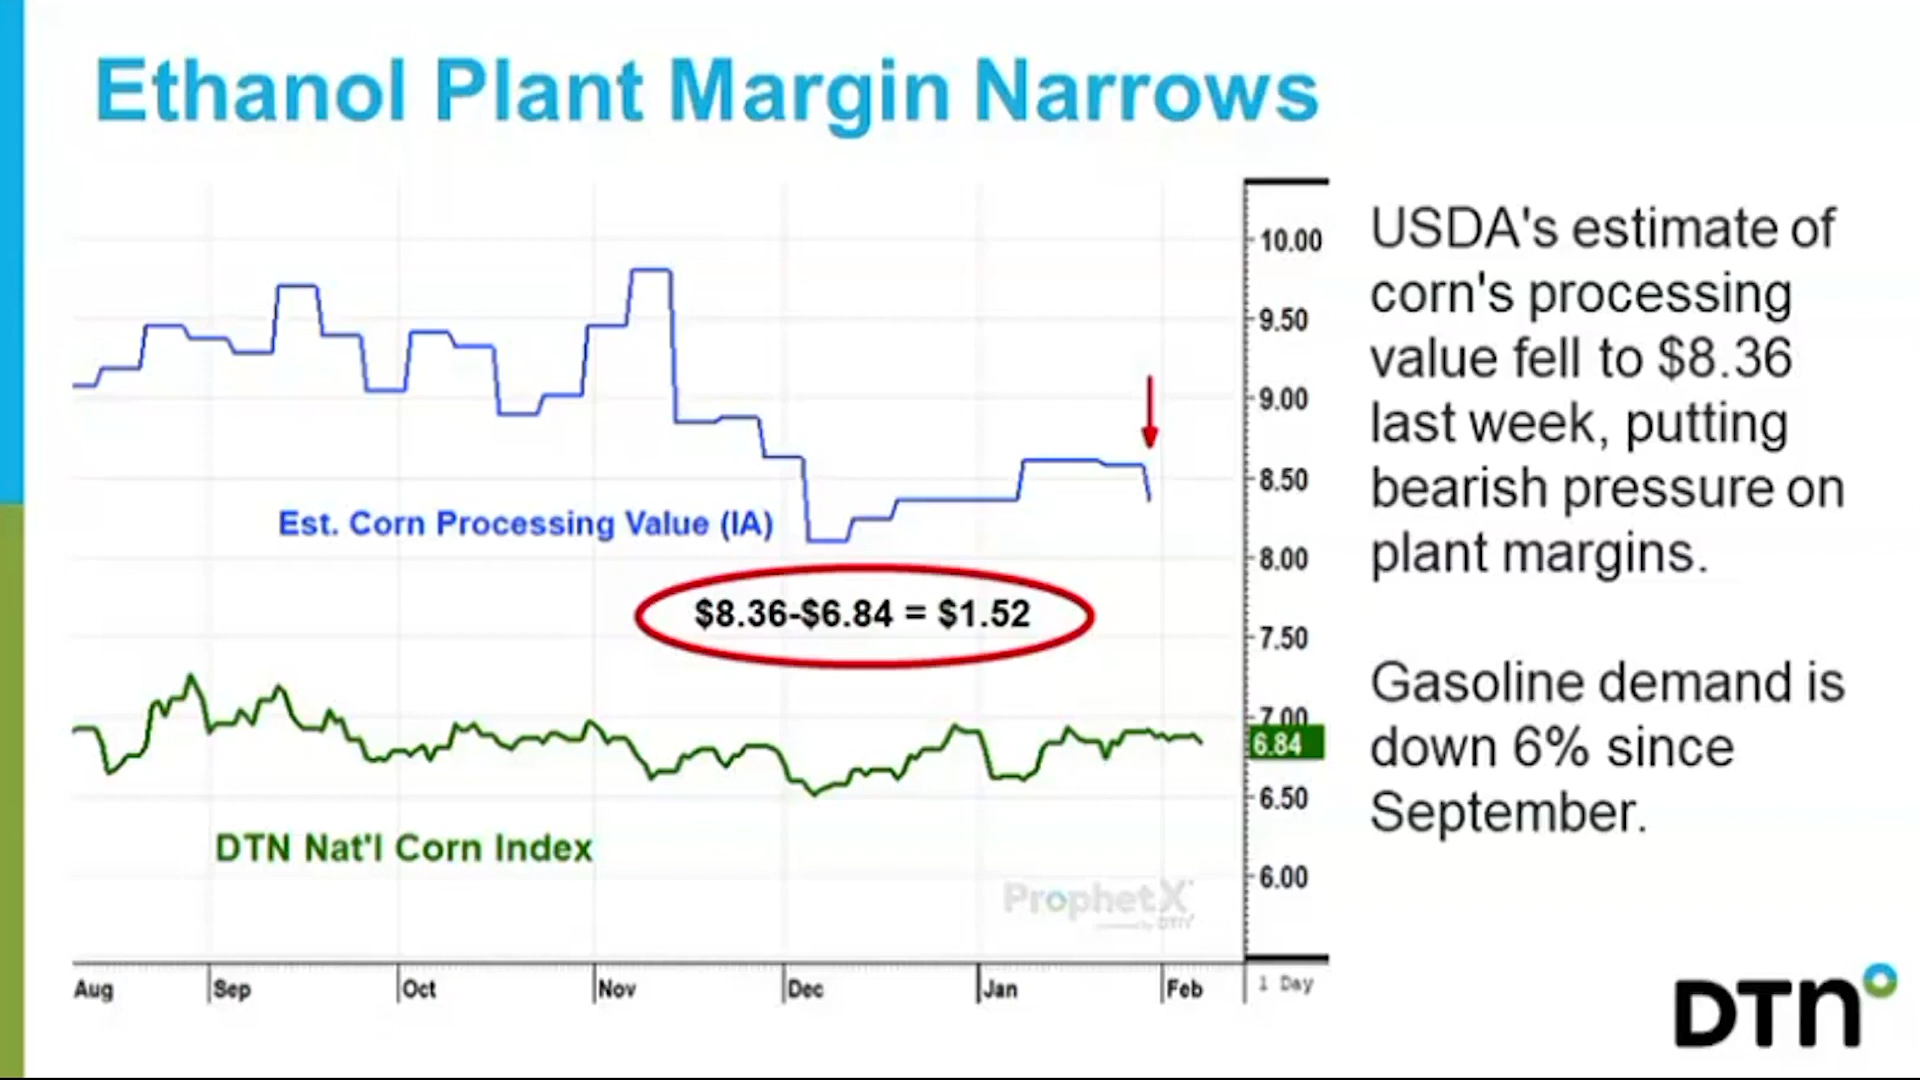 Ethanol Plant Margin Narrows
USDA's estimate of
corn's processing
value fell to $8.36
last week, putting
bearish pressure on
plant margins.
Gasoline demand is
down 6% since
September.
10.00
9.50
9.00
8.50
8.00
7.50
7.00
6.84
6.50
6.00
Est. Corn Processing Value (IA)
$8.36-$6.84 = $1.52
DTN Nat'l Corn Index
ProphetX
by DTN
Aug Sep Oct Nov Dec Jan Feb 1 Day
DTN